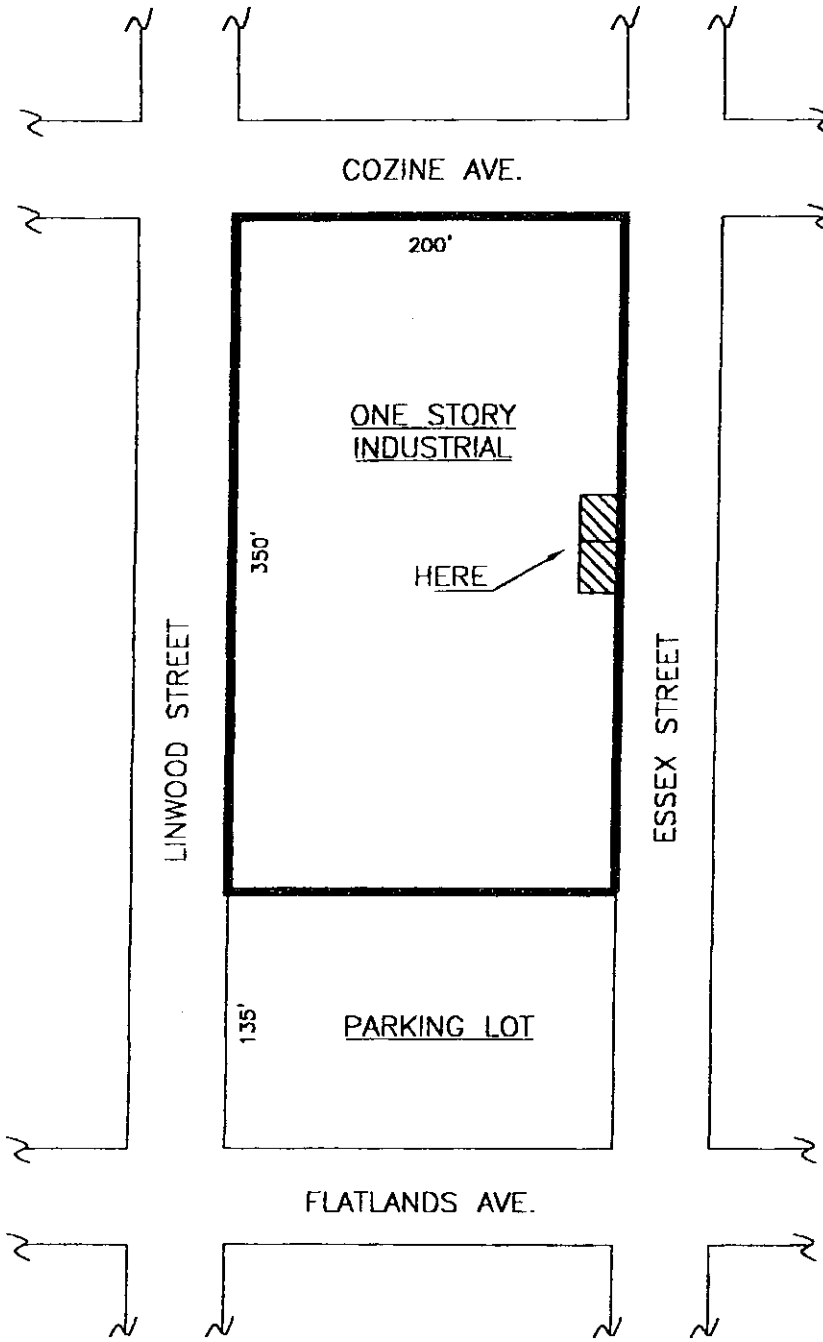 COZINE AVE.
200'
ONE STORY
INDUSTRIAL
350'
HERE
LINWOOD STREET
ESSEX STREET
135'
PARKING LOT
FLATLANDS AVE.